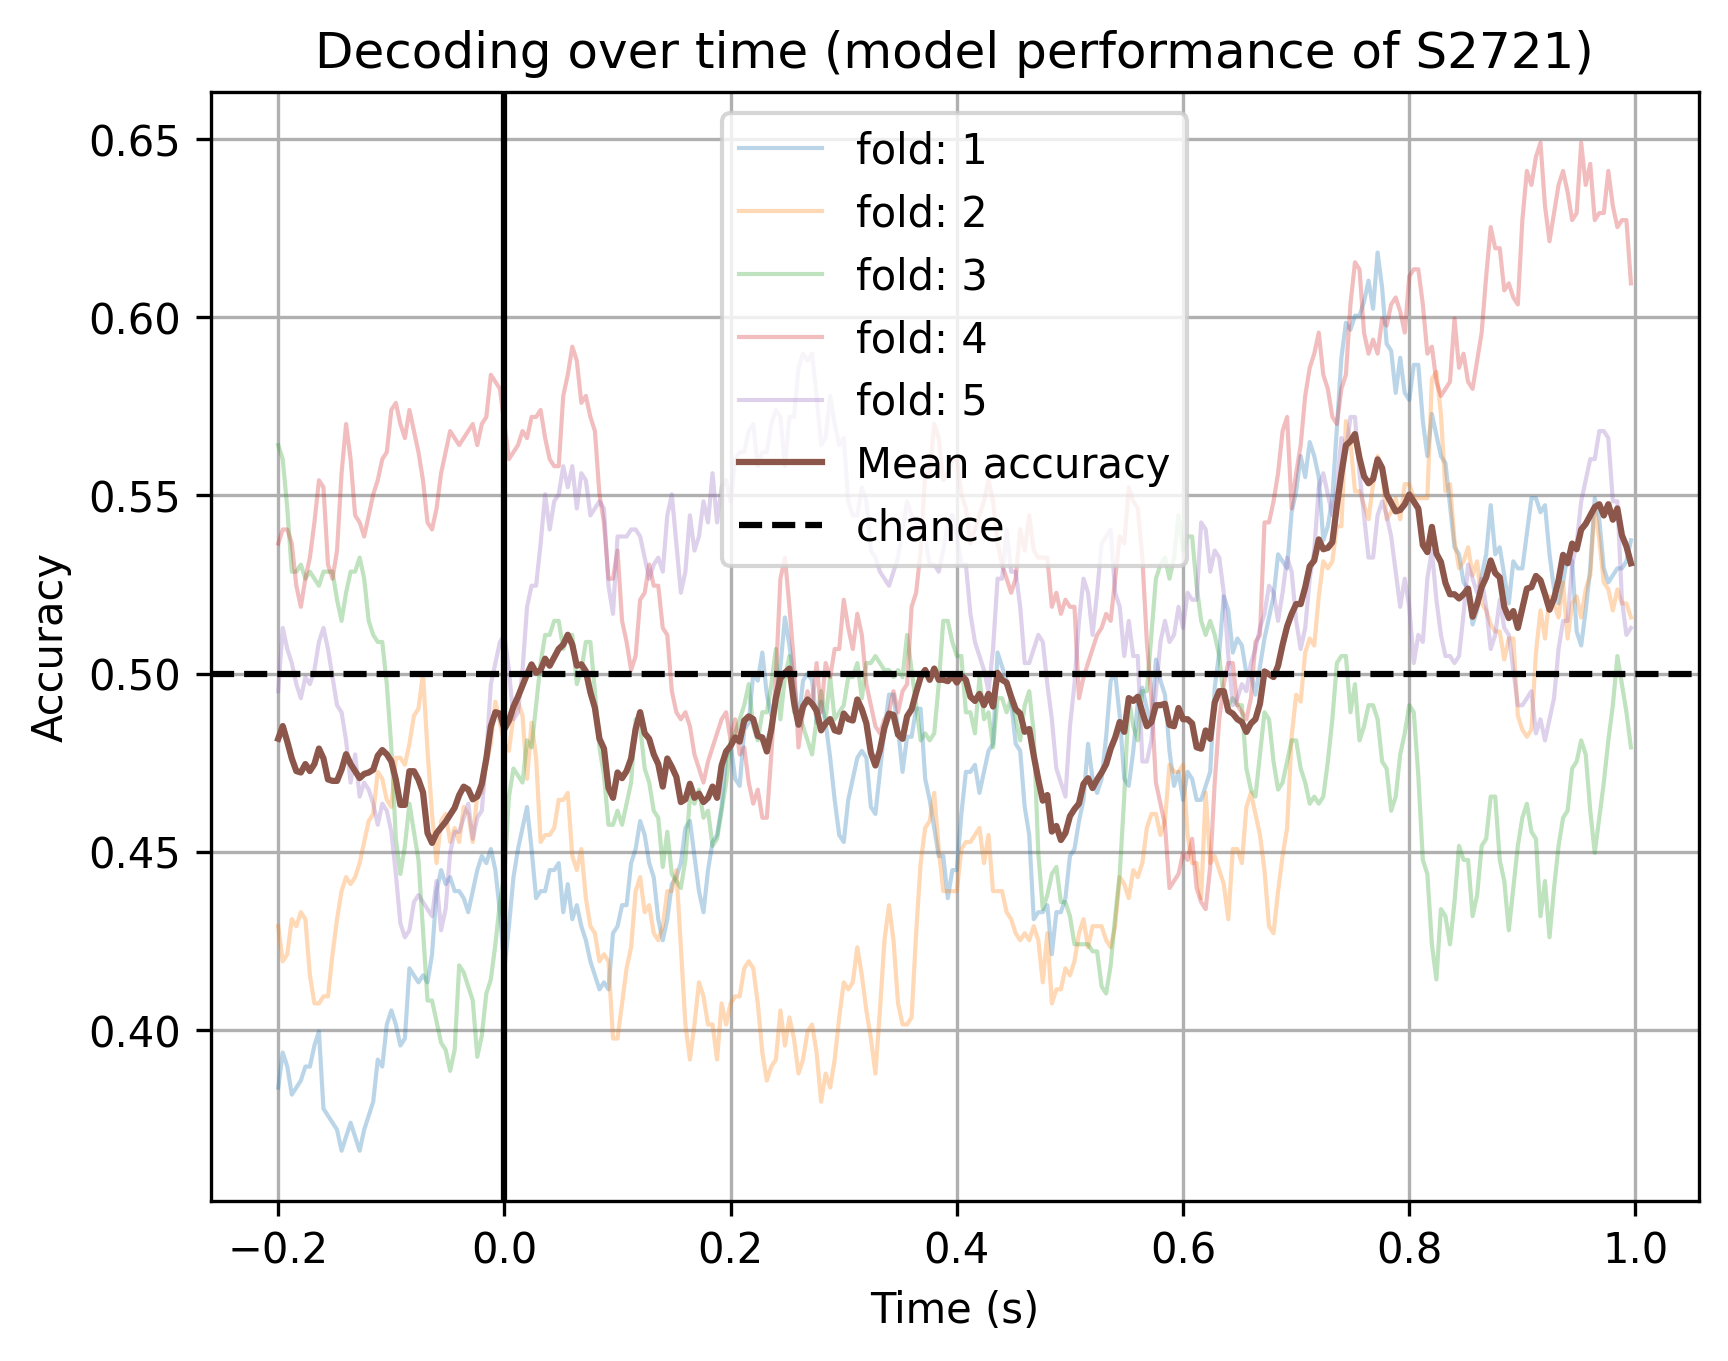 Decoding over time (model performance of S2721)
0.65
0.60
0.55
0.50
0.45
0.40
Accuracy
fold: 1
fold: 2
fold: 3
fold: 4
fold: 5
Mean accuracy
chance
−0.2 0.0 0.2 0.4 0.6 0.8 1.0
Time (s)